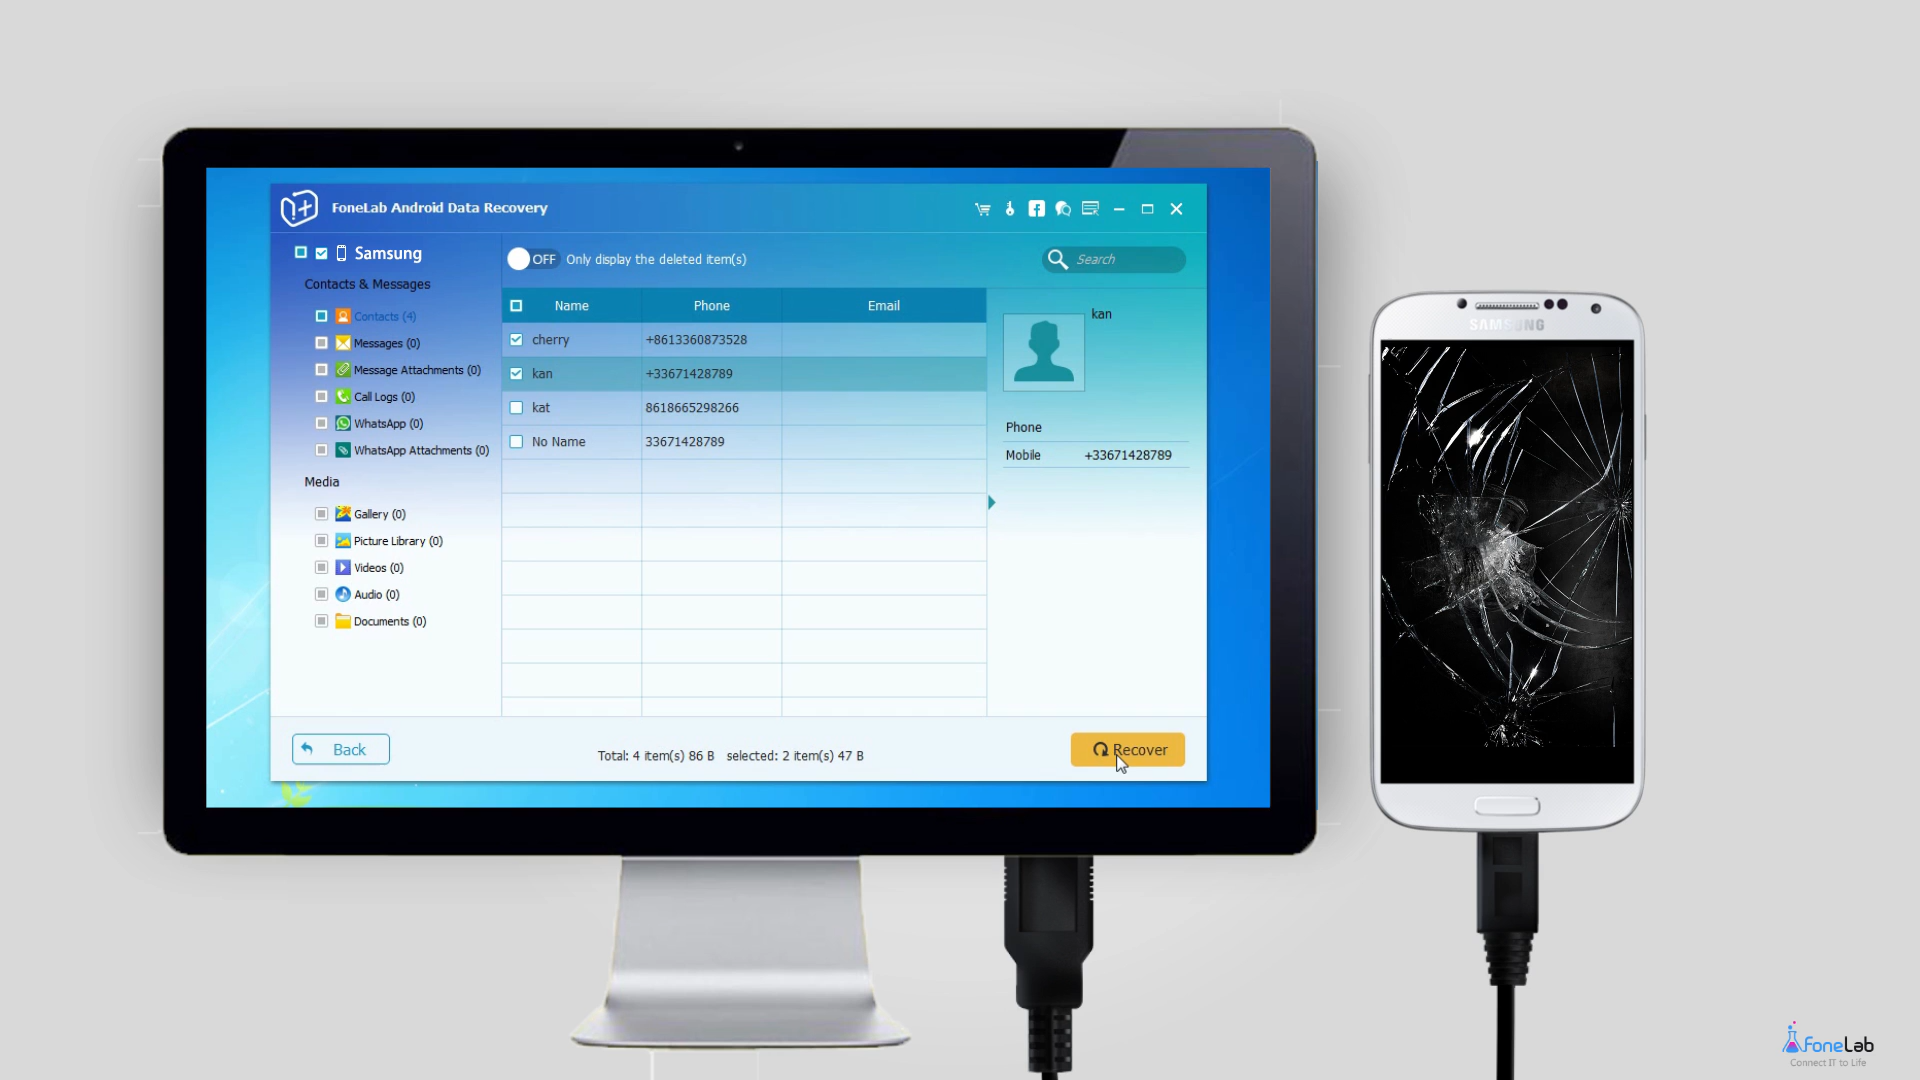 FoneLab Android Data Recovery
Samsung
OFF Only display the deleted item(s)
Search
Contacts & Messages
Contacts (4)
Messages (0)
Message Attachments (0)
Call Logs (0)
WhatsApp (0)
WhatsApp Attachments (0)
Media
Gallery (0)
Picture Library (0)
Videos (0)
Audio (0)
Documents (0)
Name Phone Email
cherry +8613360873528
kan +33671428789
kat 8618665298266
No Name 33671428789
kan
Phone
Mobile +33671428789
Back
Total: 4 item(s) 86 B selected: 2 item(s) 47 B
Recover
SAMSUNG
FoneLab
Connect IT to Life